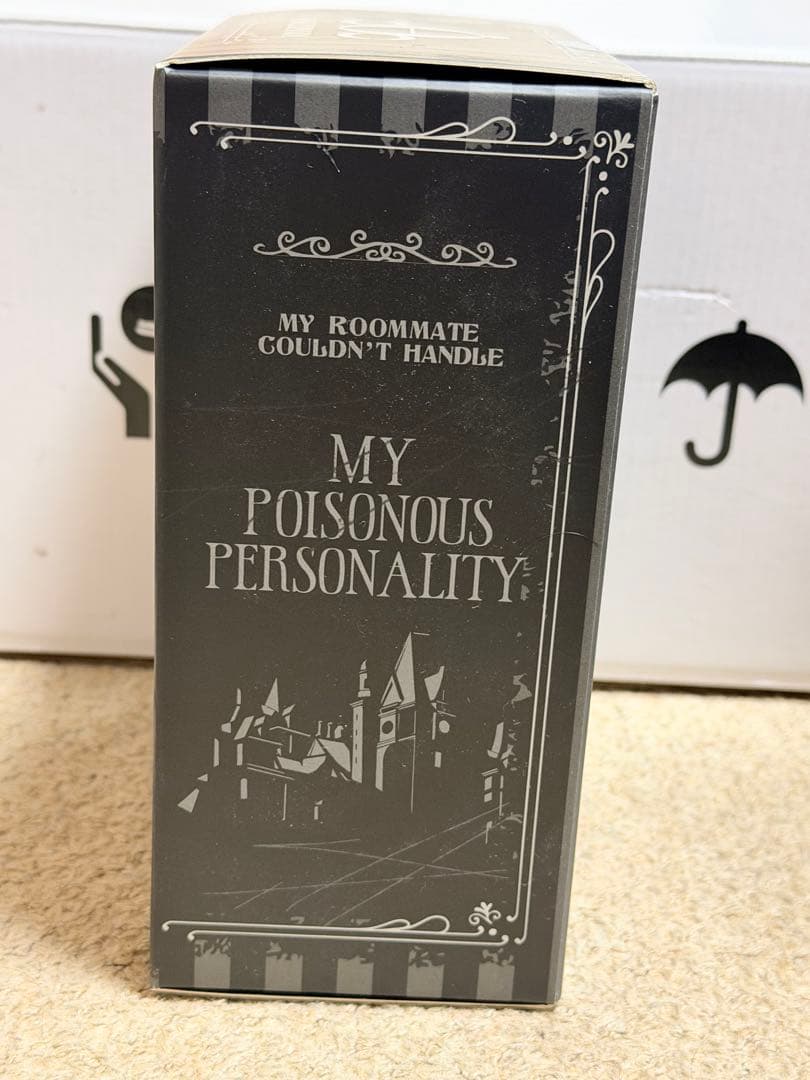 MY ROOMMATE
COULDN'T HANDLE
MY
POISONOUS
PERSONALITY